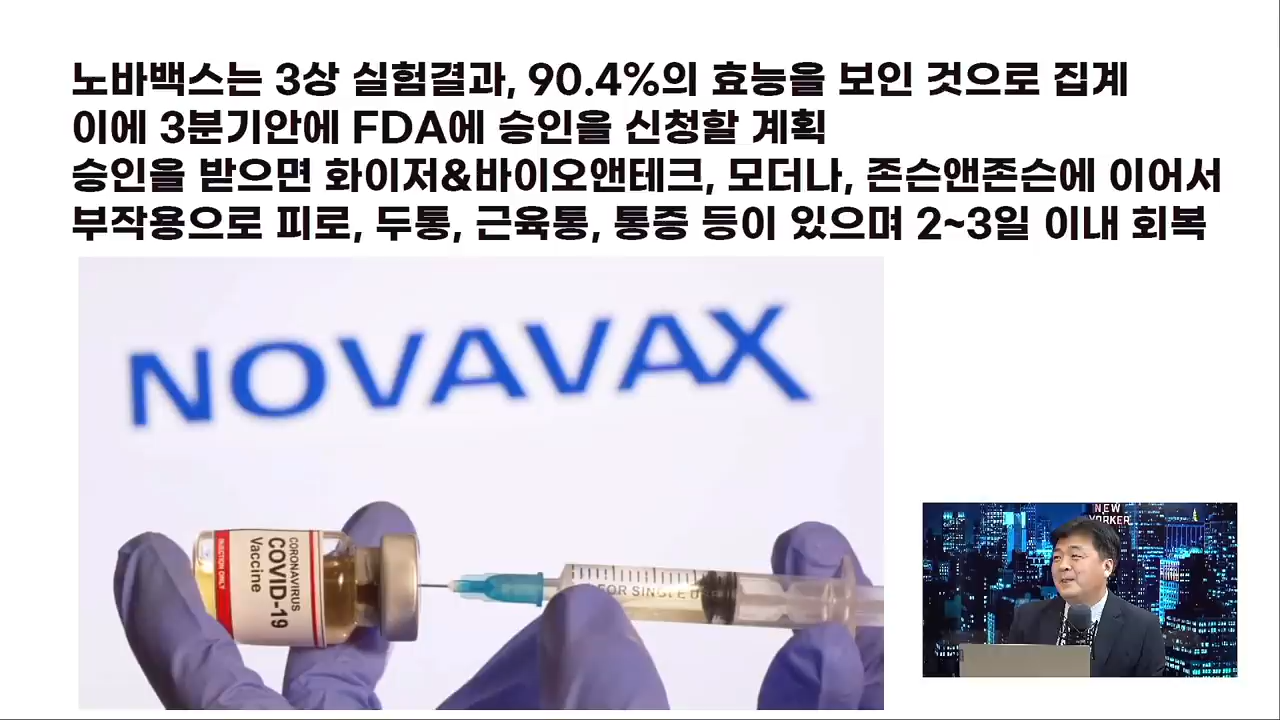 노바백스는 3상 실험결과, 90.4%의 효능을 보인 것으로 집계
이에 3분기안에 FDA에 승인을 신청할 계획
승인을 받으면 화이저&바이오앤테크, 모더나, 존슨앤존슨에 이어서
부작용으로 피로, 두통, 근육통, 통증 등이 있으며 2~3일 이내 회복
NOVAVAX
CORONAVIRUS
COVID-19
Vaccine
INJECTION ONLY
FOR SINGLE USE
NEW
YORKER